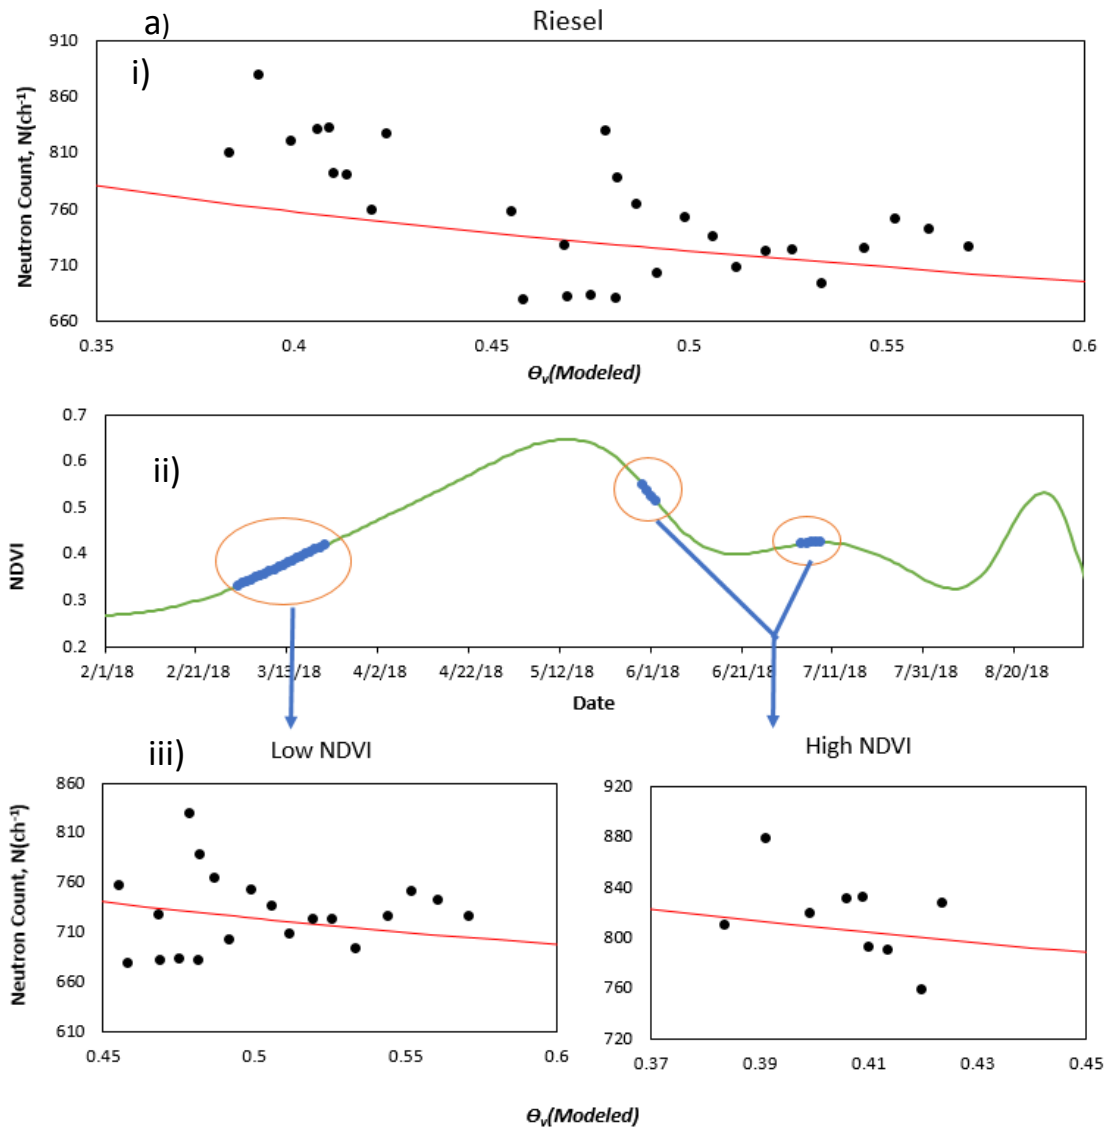 a)
Riesel
i)
910
860
810
760
710
660
Neutron Count, N(ch-1)
0.35 0.4 0.45 0.5 0.55 0.6
ϴv(Modeled)
ii)
0.7
0.6
0.5
0.4
0.3
0.2
NDVI
2/1/18 2/21/18 3/13/18 4/2/18 4/22/18 5/12/18 6/1/18 6/21/18 7/11/18 7/31/18 8/20/18
Date
iii)
Low NDVI
High NDVI
860
810
760
710
660
610
Neutron Count, N(ch-1)
0.45 0.5 0.55 0.6
920
880
840
800
760
720
0.37 0.39 0.41 0.43 0.45
ϴv(Modeled)